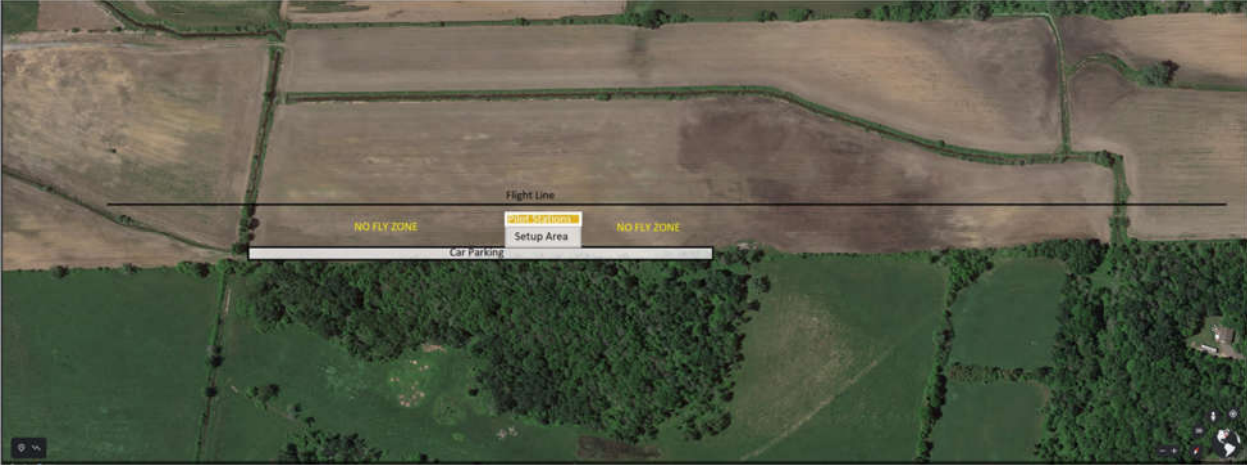 Flight Line
Pilot Stations
NO FLY ZONE
NO FLY ZONE
Setup Area
Car Parking